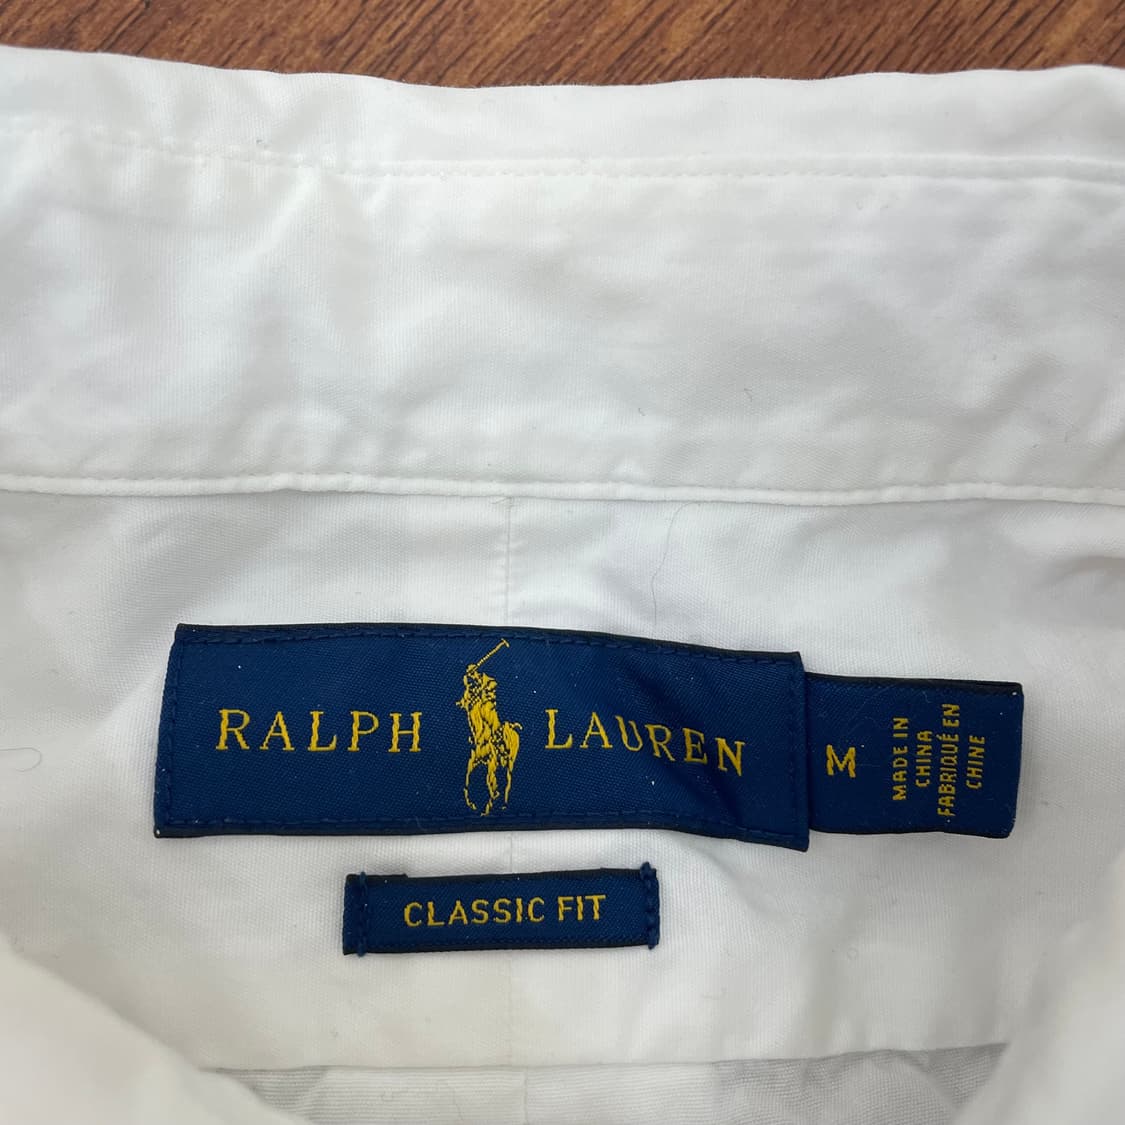 RALPH LAUREN
M
MADE IN
CHINA
FABRIQUÉ EN
CHINE
CLASSIC FIT